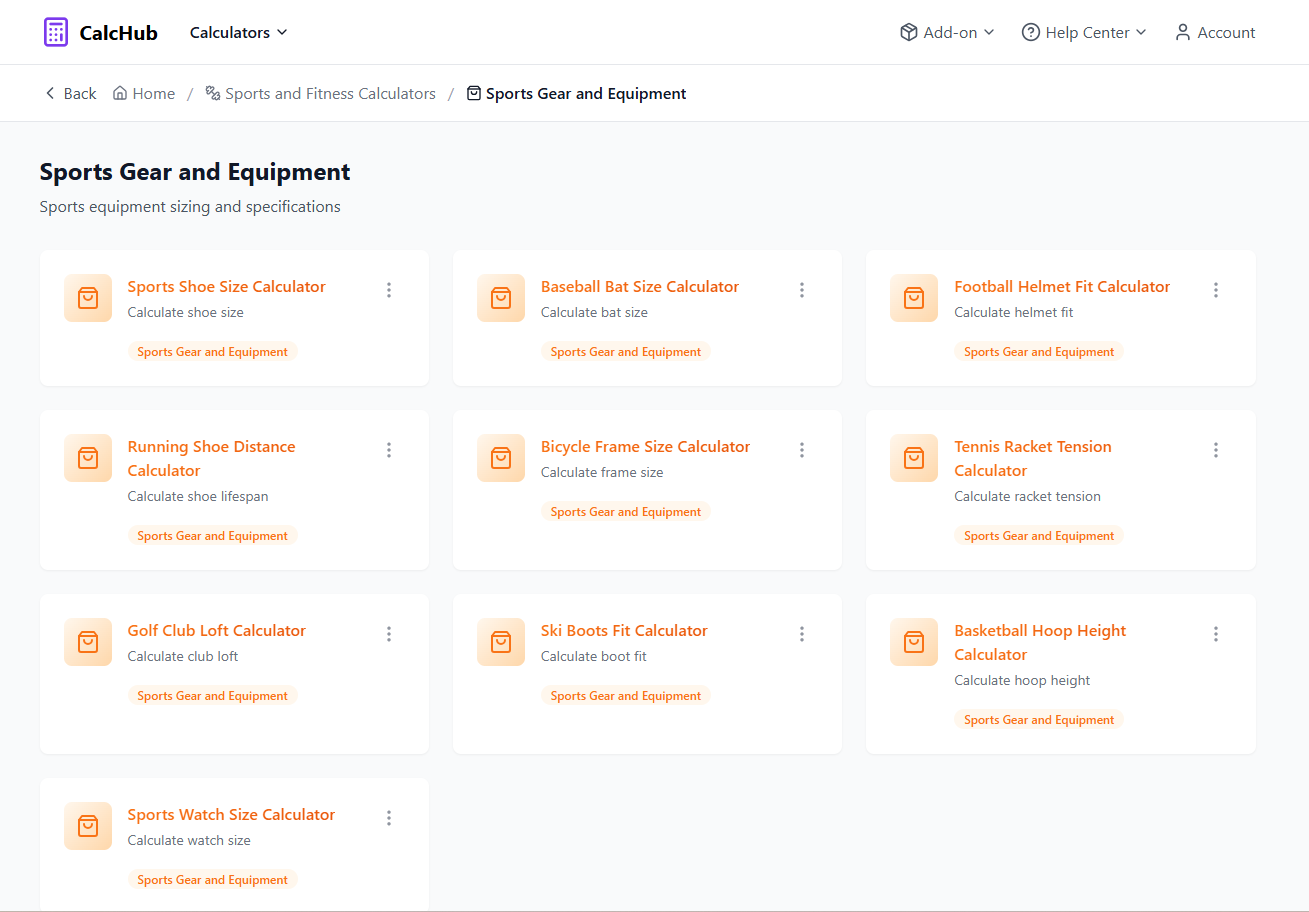 CalcHub
Calculators
Add-on
Help Center
Account
Back
Home
/
Sports and Fitness Calculators
/
Sports Gear and Equipment
Sports Gear and Equipment
Sports equipment sizing and specifications
Sports Shoe Size Calculator
Calculate shoe size
Sports Gear and Equipment
Baseball Bat Size Calculator
Calculate bat size
Sports Gear and Equipment
Football Helmet Fit Calculator
Calculate helmet fit
Sports Gear and Equipment
Running Shoe Distance
Calculator
Calculate shoe lifespan
Sports Gear and Equipment
Bicycle Frame Size Calculator
Calculate frame size
Sports Gear and Equipment
Tennis Racket Tension
Calculator
Calculate racket tension
Sports Gear and Equipment
Golf Club Loft Calculator
Calculate club loft
Sports Gear and Equipment
Ski Boots Fit Calculator
Calculate boot fit
Sports Gear and Equipment
Basketball Hoop Height
Calculator
Calculate hoop height
Sports Gear and Equipment
Sports Watch Size Calculator
Calculate watch size
Sports Gear and Equipment